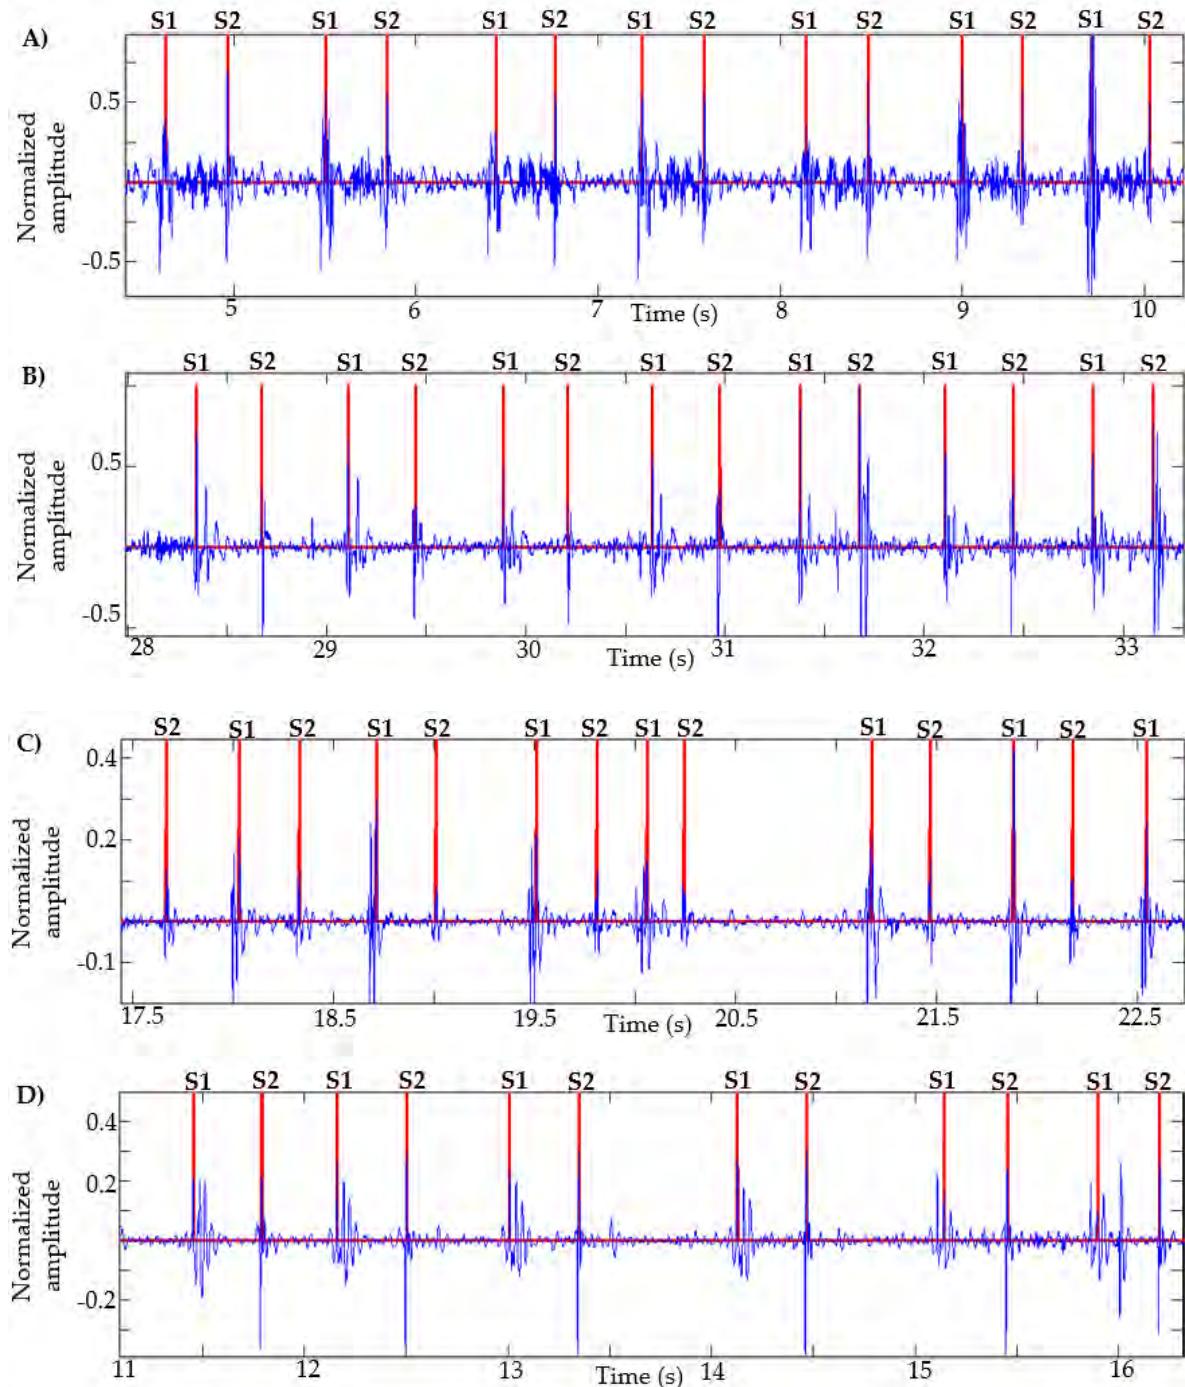 S1 S2 S1 S2 S1 S2 S1 S2 S1 S2 S1 S2 S1 S2
A)
0.5
-0.5
Normalized
amplitude
5 6 7 8 9 10
Time (s)
S1 S2 S1 S2 S1 S2 S1 S2 S1 S2 S1 S2 S1 S2
B)
0.5
-0.5
Normalized
amplitude
28 29 30 31 32 33
Time (s)
S2 S1 S2 S1 S2 S1 S2 S1 S2 S1 S2 S1 S2 S1
C)
0.4
0.2
-0.1
Normalized
amplitude
17.5 18.5 19.5 20.5 21.5 22.5
Time (s)
S1 S2 S1 S2 S1 S2 S1 S2 S1 S2 S1 S2
D)
0.4
0.2
-0.2
Normalized
amplitude
11 12 13 14 15 16
Time (s)